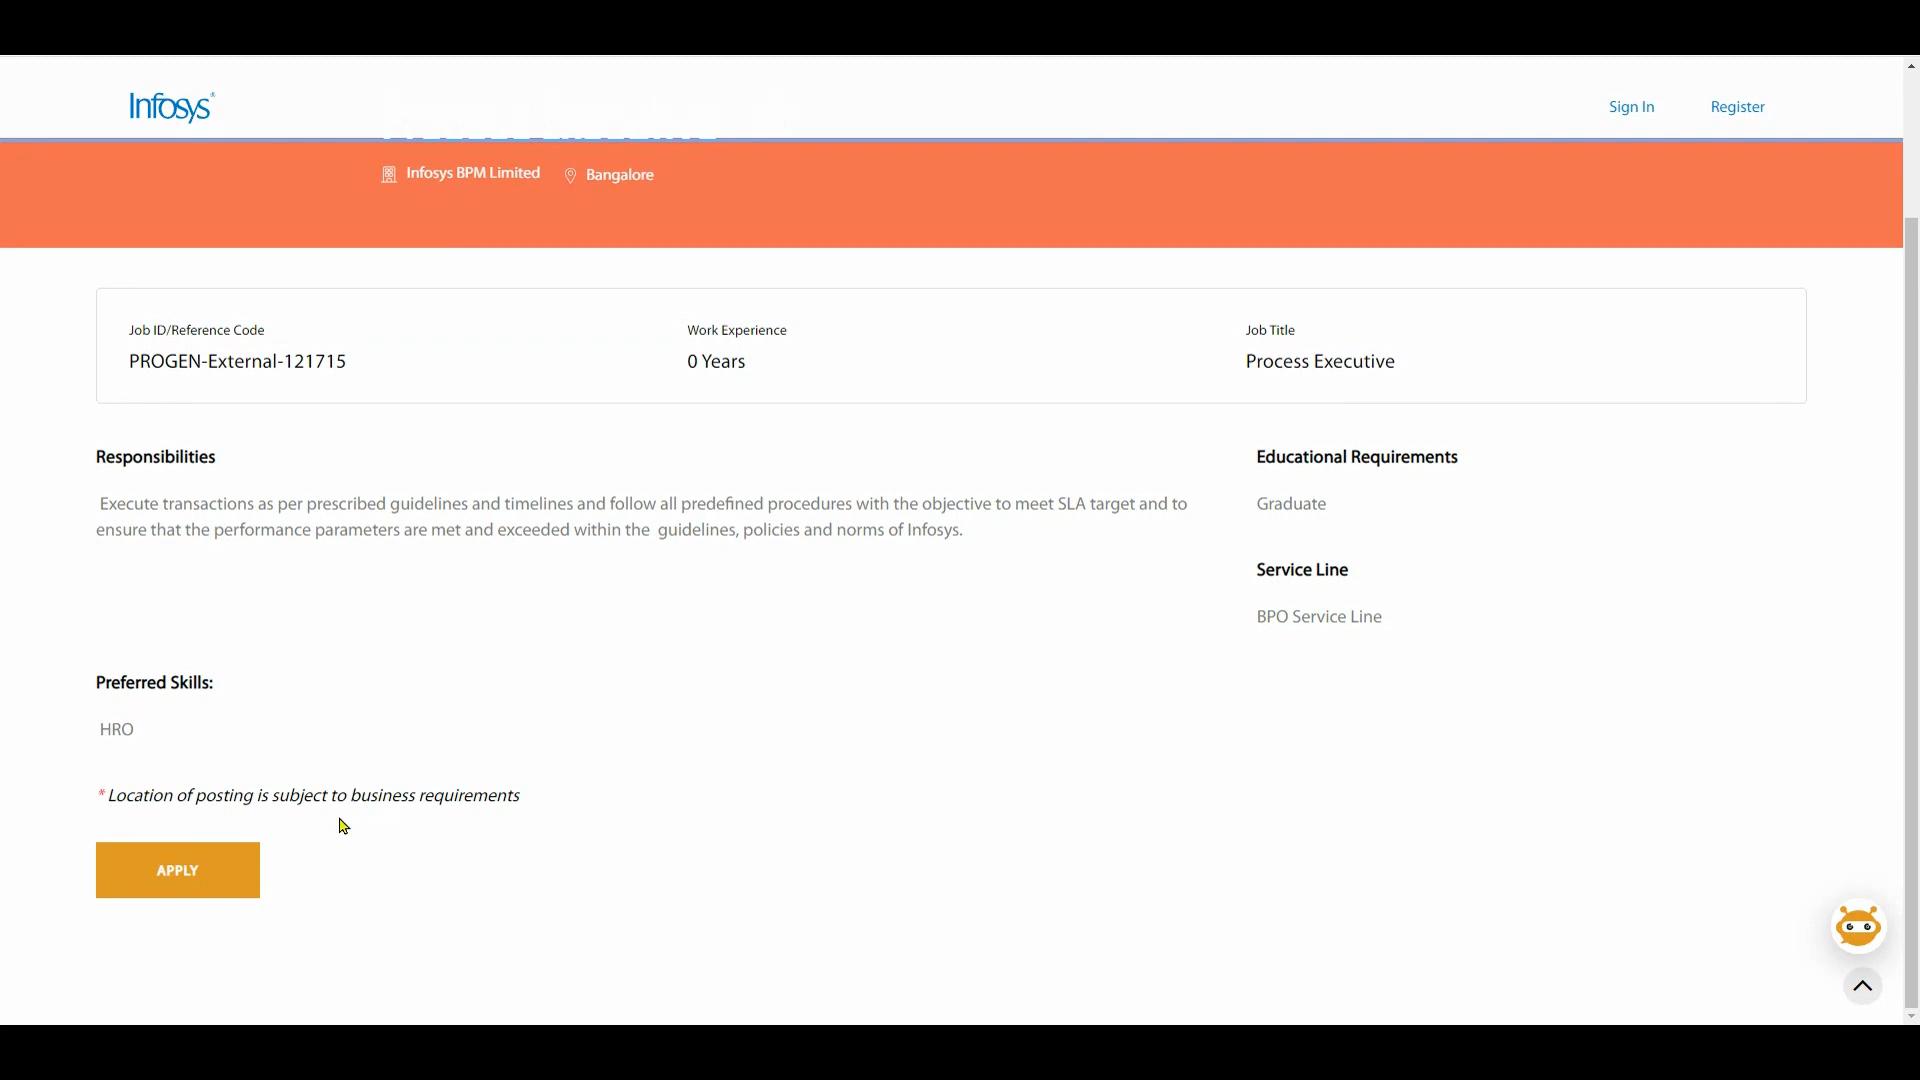 Infosys
Sign In
Register
Infosys BPM Limited
Bangalore
Job ID/Reference Code
PROGEN-External-121715
Work Experience
0 Years
Job Title
Process Executive
Responsibilities
Execute transactions as per prescribed guidelines and timelines and follow all predefined procedures with the objective to meet SLA target and to
ensure that the performance parameters are met and exceeded within the  guidelines, policies and norms of Infosys.
Educational Requirements
Graduate
Service Line
BPO Service Line
Preferred Skills:
HRO
* Location of posting is subject to business requirements
APPLY